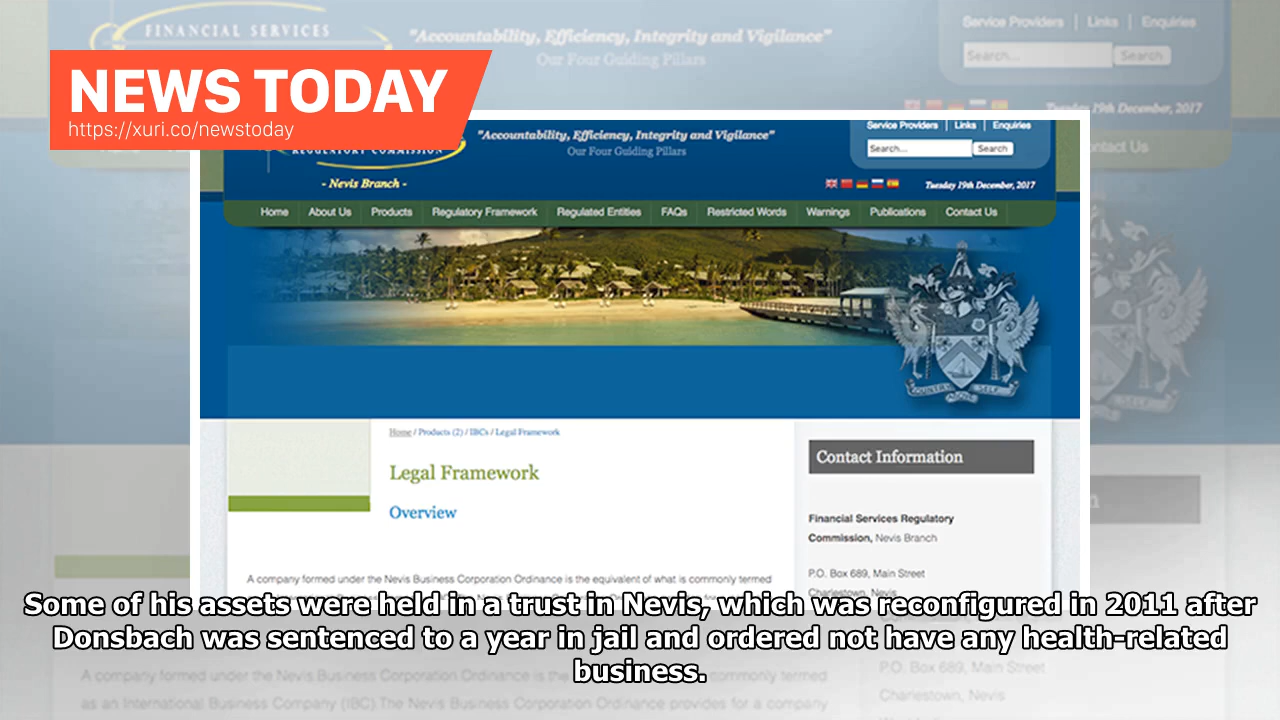 FINANCIAL SERVICES
"Accountability, Efficiency, Integrity and Vigilance"
Our Four Guiding Pillars
Service Providers | Links | Enquiries
Search... Search
Tuesday 19th December, 2017
Contact Us
NEWS TODAY
https://xuri.co/newstoday
REGULATORY COMMISSION
- Nevis Branch -
"Accountability, Efficiency, Integrity and Vigilance"
Our Four Guiding Pillars
Service Providers | Links | Enquiries
Search... Search
Tuesday 19th December, 2017
Home About Us Products Regulatory Framework Regulated Entities FAQs Restricted Words Warnings Publications Contact Us
COUNTRY ABOVE SELF
Home / Products (2) / IBCs / Legal Framework
Legal Framework
Overview
A company formed under the Nevis Business Corporation Ordinance is the equivalent of what is commonly termed
Contact Information
Financial Services Regulatory
Commission, Nevis Branch
P.O. Box 689, Main Street
Charlestown, Nevis
Some of his assets were held in a trust in Nevis, which was reconfigured in 2011 after
Donsbach was sentenced to a year in jail and ordered not have any health-related
business.
A company formed under the Nevis Business Corporation Ordinance is the equivalent of what is commonly termed
as an International Business Company (IBC). The Nevis Business Corporation Ordinance provides for a company
P.O. Box 689, Main Street
Charlestown, Nevis